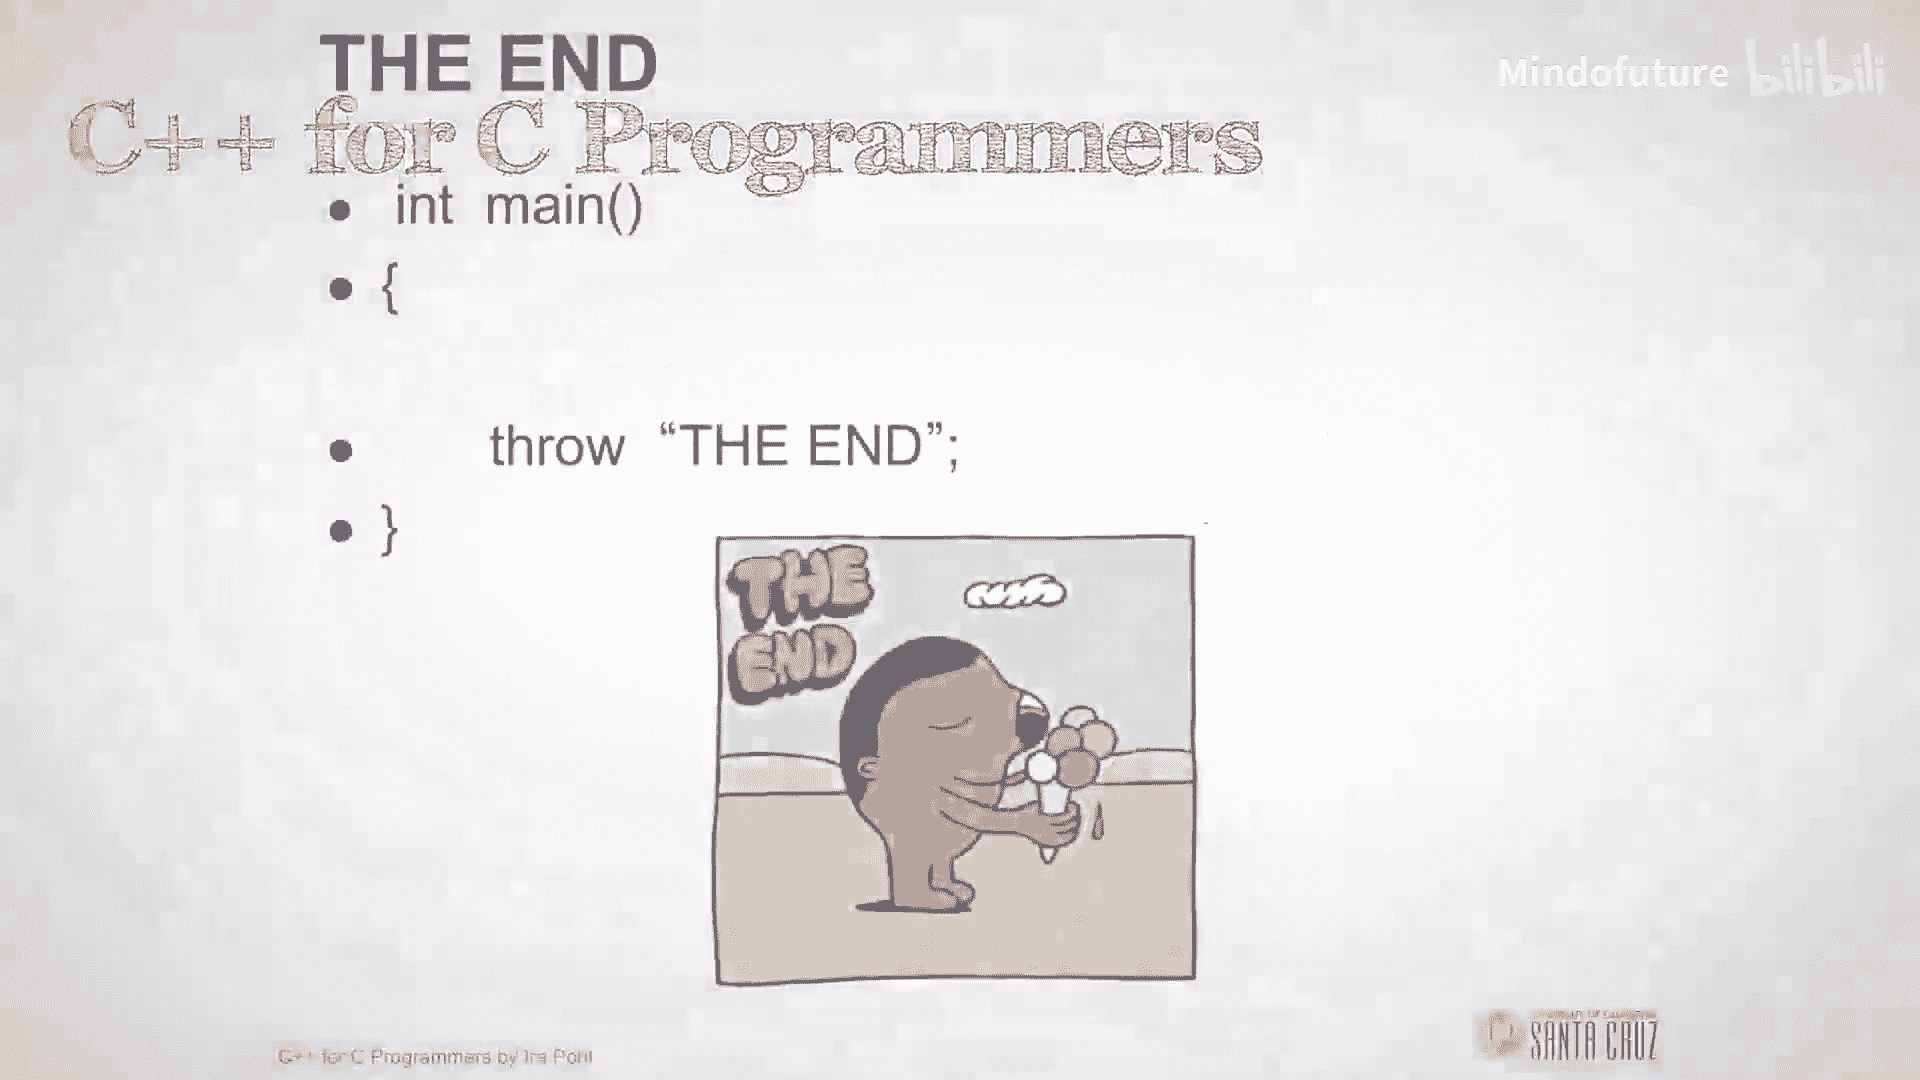 THE END
Mindofuture bilibili
C++ for C Programmers
• int main()
• {
• throw “THE END”;
• }
THE
END
C++ for C Programmers by Ira Pohl
SANTA CRUZ